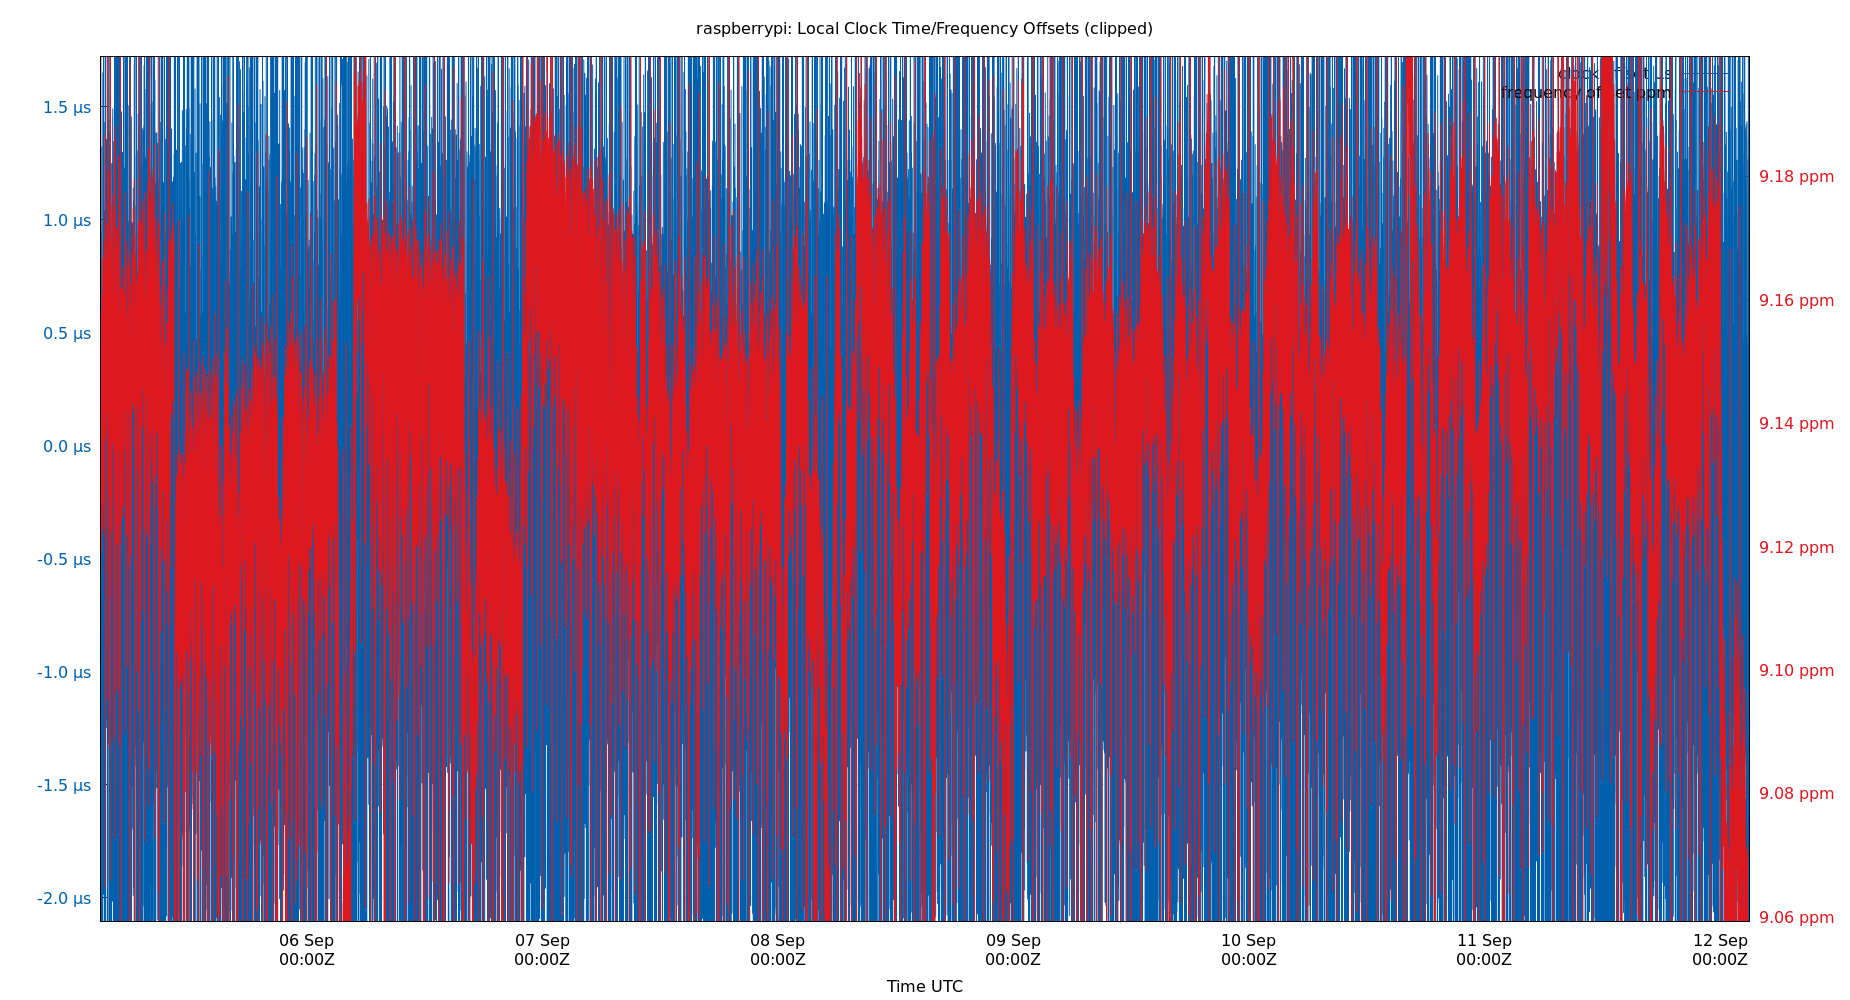 raspberrypi: Local Clock Time/Frequency Offsets (clipped)
clock offset μs
frequency offset ppm
1.5 μs
1.0 μs
0.5 μs
0.0 μs
-0.5 μs
-1.0 μs
-1.5 μs
-2.0 μs
9.18 ppm
9.16 ppm
9.14 ppm
9.12 ppm
9.10 ppm
9.08 ppm
9.06 ppm
06 Sep 07 Sep 08 Sep 09 Sep 10 Sep 11 Sep 12 Sep
00:00Z 00:00Z 00:00Z 00:00Z 00:00Z 00:00Z 00:00Z
Time UTC